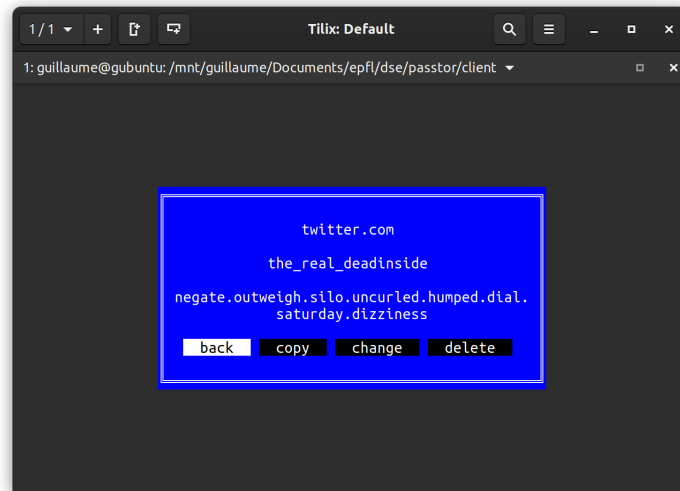 1 / 1
Tilix: Default
1: guillaume@gubuntu: /mnt/guillaume/Documents/epfl/dse/passtor/client
twitter.com
the_real_deadinside
negate.outweigh.silo.uncurled.humped.dial.
saturday.dizziness
back copy change delete